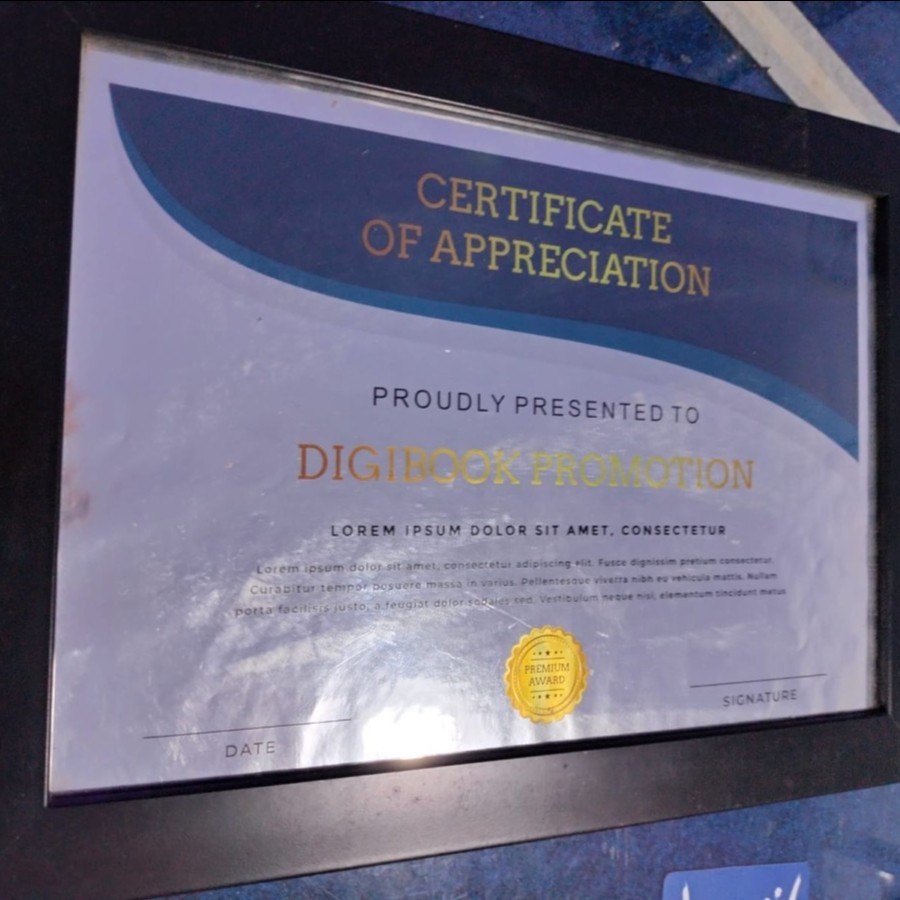 CERTIFICATE
OF APPRECIATION
PROUDLY PRESENTED TO
DIGIBOOK PROMOTION
LOREM IPSUM DOLOR SIT AMET, CONSECTETUR
Lorem ipsum dolor sit amet, consectetur adipiscing elit. Fusce dignissim pretium consectetur.
Curabitur tempor posuere massa in varius. Pellentesque viverra nibh eu vehicula mattis. Nullam
porta facilisis justo, a feugiat dolor sodales sed. Vestibulum neque nisl, elementum tincidunt metus
PREMIUM
AWARD
SIGNATURE
DATE